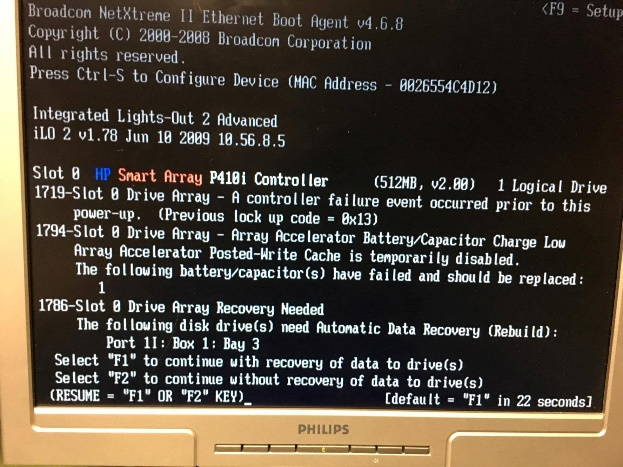 Broadcom NetXtreme II Ethernet Boot Agent v4.6.8 <F9 = Setup
Copyright (C) 2000-2008 Broadcom Corporation
All rights reserved.
Press Ctrl-S to Configure Device (MAC Address - 0026554C4D12)
Integrated Lights-Out 2 Advanced
iLO 2 v1.78 Jun 10 2009 10.56.8.5
Slot 0 HP Smart Array P410i Controller (512MB, v2.00) 1 Logical Drive
1719-Slot 0 Drive Array - A controller failure event occurred prior to this
power-up. (Previous lock up code = 0x13)
1794-Slot 0 Drive Array - Array Accelerator Battery/Capacitor Charge Low
Array Accelerator Posted-Write Cache is temporarily disabled.
The following battery/capacitor(s) have failed and should be replaced:
1
1786-Slot 0 Drive Array Recovery Needed
The following disk drive(s) need Automatic Data Recovery (Rebuild):
Port 1I: Box 1: Bay 3
Select "F1" to continue with recovery of data to drive(s)
Select "F2" to continue without recovery of data to drive(s)
(RESUME = "F1" OR "F2" KEY)_ [default = "F1" in 22 seconds]
PHILIPS